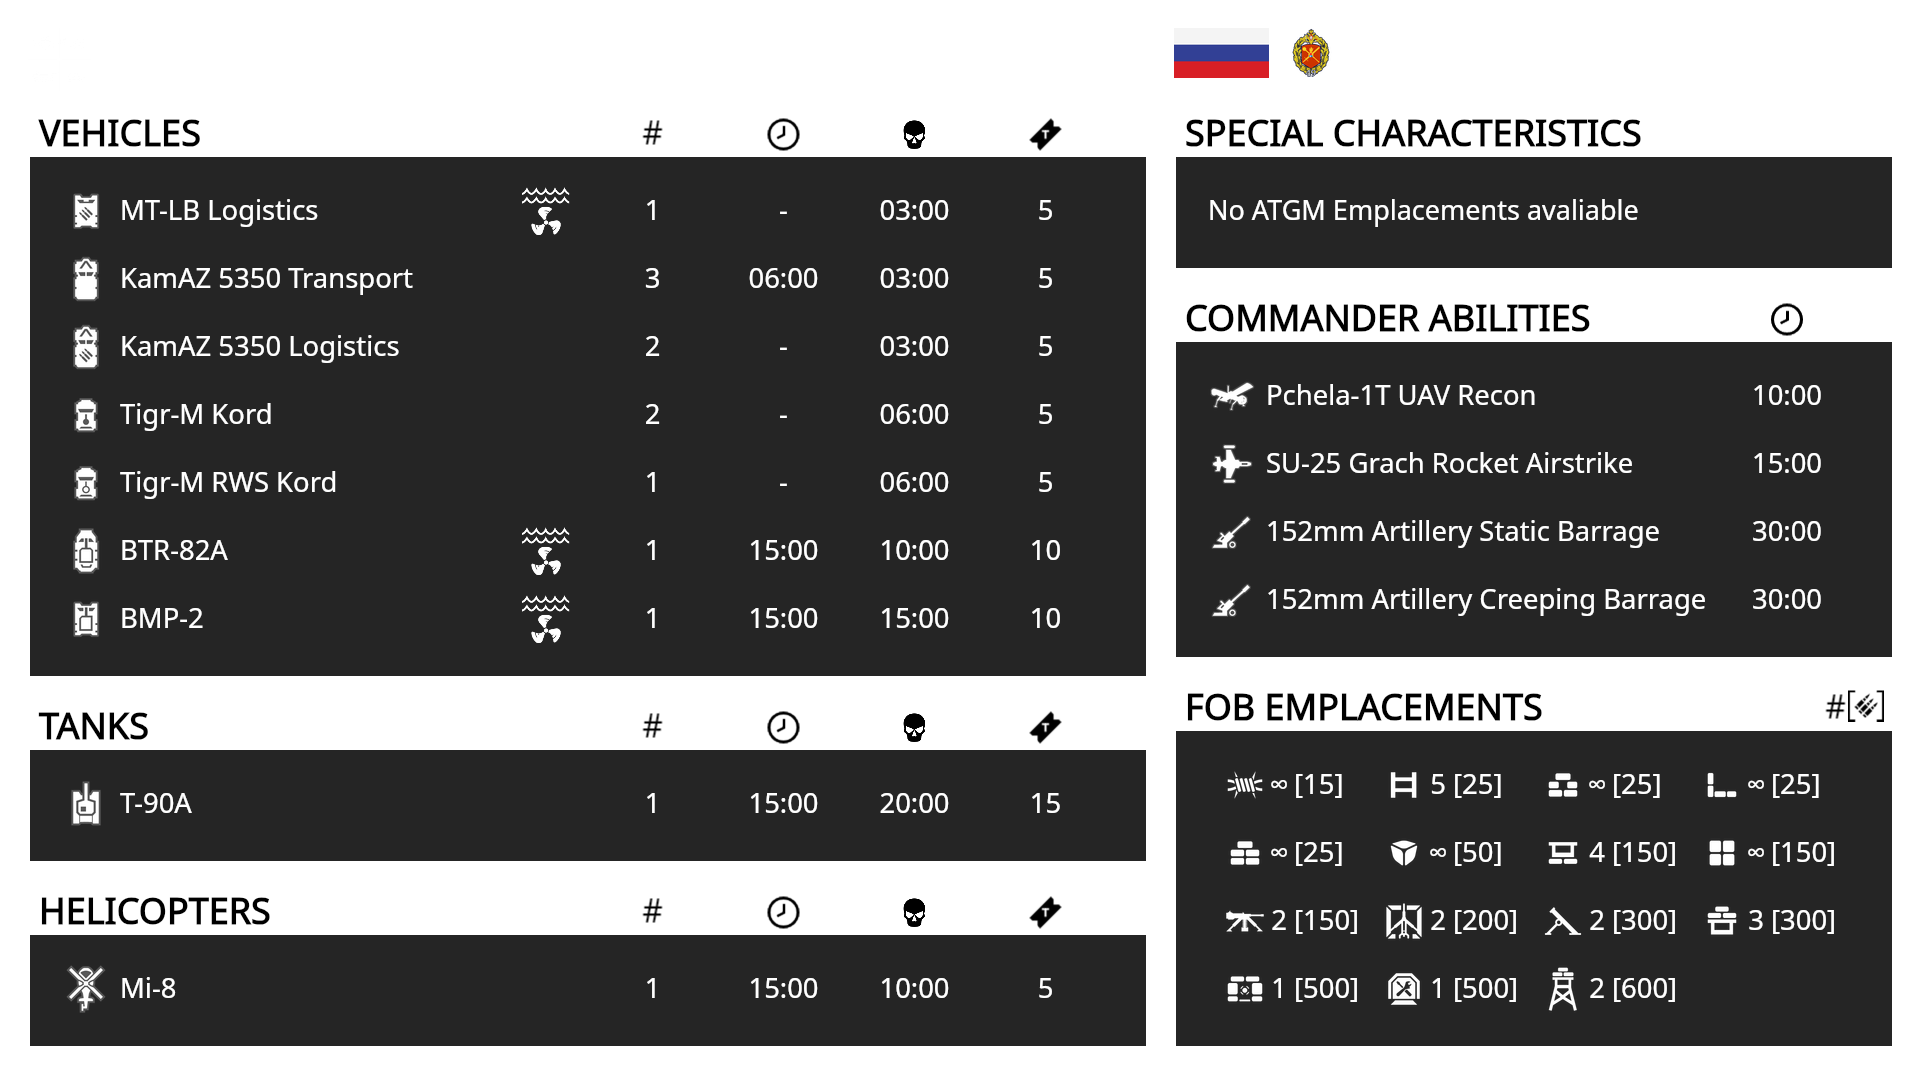 VEHICLES #
MT-LB Logistics 1 - 03:00 5
KamAZ 5350 Transport 3 06:00 03:00 5
KamAZ 5350 Logistics 2 - 03:00 5
Tigr-M Kord 2 - 06:00 5
Tigr-M RWS Kord 1 - 06:00 5
BTR-82A 1 15:00 10:00 10
BMP-2 1 15:00 15:00 10
TANKS #
T-90A 1 15:00 20:00 15
HELICOPTERS #
Mi-8 1 15:00 10:00 5
SPECIAL CHARACTERISTICS
No ATGM Emplacements avaliable
COMMANDER ABILITIES
Pchela-1T UAV Recon 10:00
SU-25 Grach Rocket Airstrike 15:00
152mm Artillery Static Barrage 30:00
152mm Artillery Creeping Barrage 30:00
FOB EMPLACEMENTS #[]
∞ [15] 5 [25] ∞ [25] ∞ [25]
∞ [25] ∞ [50] 4 [150] ∞ [150]
2 [150] 2 [200] 2 [300] 3 [300]
1 [500] 1 [500] 2 [600]